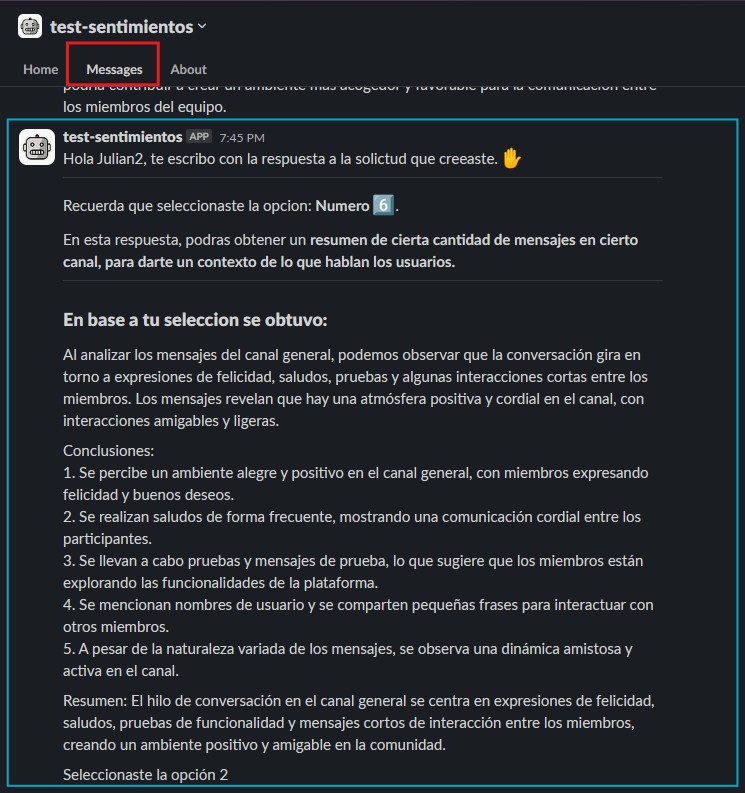 test-sentimientos
Home Messages About
podría contribuir a crear un ambiente más acogedor y favorable para la comunicación entre
los miembros del equipo.
test-sentimientos APP 7:45 PM
Hola Julian2, te escribo con la respuesta a la solictud que creeaste. ✋
Recuerda que seleccionaste la opcion: Numero 6️⃣.
En esta respuesta, podras obtener un resumen de cierta cantidad de mensajes en cierto
canal, para darte un contexto de lo que hablan los usuarios.
En base a tu seleccion se obtuvo:
Al analizar los mensajes del canal general, podemos observar que la conversación gira en
torno a expresiones de felicidad, saludos, pruebas y algunas interacciones cortas entre los
miembros. Los mensajes revelan que hay una atmósfera positiva y cordial en el canal, con
interacciones amigables y ligeras.
Conclusiones:
1. Se percibe un ambiente alegre y positivo en el canal general, con miembros expresando
felicidad y buenos deseos.
2. Se realizan saludos de forma frecuente, mostrando una comunicación cordial entre los
participantes.
3. Se llevan a cabo pruebas y mensajes de prueba, lo que sugiere que los miembros están
explorando las funcionalidades de la plataforma.
4. Se mencionan nombres de usuario y se comparten pequeñas frases para interactuar con
otros miembros.
5. A pesar de la naturaleza variada de los mensajes, se observa una dinámica amistosa y
activa en el canal.
Resumen: El hilo de conversación en el canal general se centra en expresiones de felicidad,
saludos, pruebas de funcionalidad y mensajes cortos de interacción entre los miembros,
creando un ambiente positivo y amigable en la comunidad.
Seleccionaste la opción 2